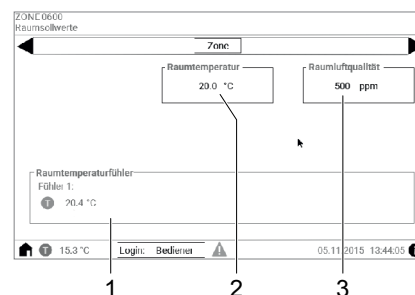 ZONE 0600
Raumsollwerte
Zone
Raumtemperatur
20.0 °C
Raumluftqualität
500 ppm
Raumtemperaturfühler
Fühler 1:
T 20.4 °C
T 15.3 °C Login: Bediener 05.11.2015 13:44:05
1 2 3